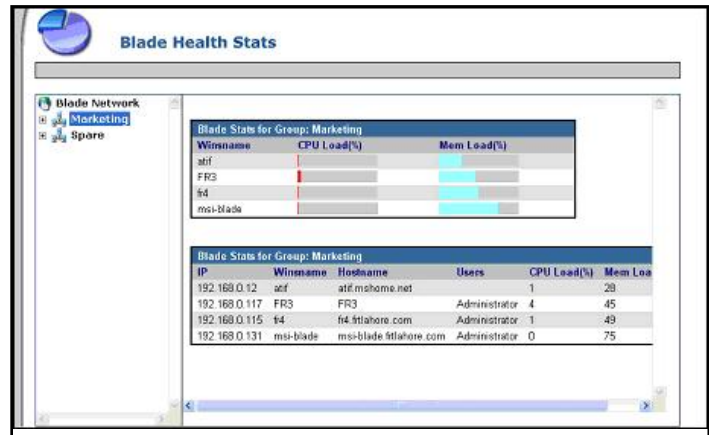 Blade Health Stats
Blade Network
Marketing
Spare
Blade Stats for Group: Marketing
Winsname CPU Load(%) Mem Load(%)
atif
FR3
fr4
msi-blade
Blade Stats for Group: Marketing
IP Winsname Hostname Users CPU Load(%) Mem Loa
192.168.0.12 atif atif.mshome.net 1 28
192.168.0.117 FR3 FR3 Administrator 4 45
192.168.0.115 fr4 fr4.frtlahore.com Administrator 1 49
192.168.0.131 msi-blade msi-blade.frtlahore.com Administrator 0 75